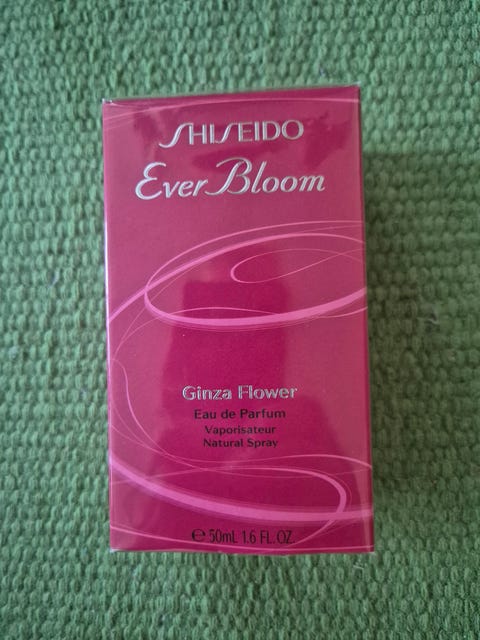 SHISEIDO
Ever Bloom
Ginza Flower
Eau de Parfum
Vaporisateur
Natural Spray
℮ 50mL 1.6 FL.OZ.